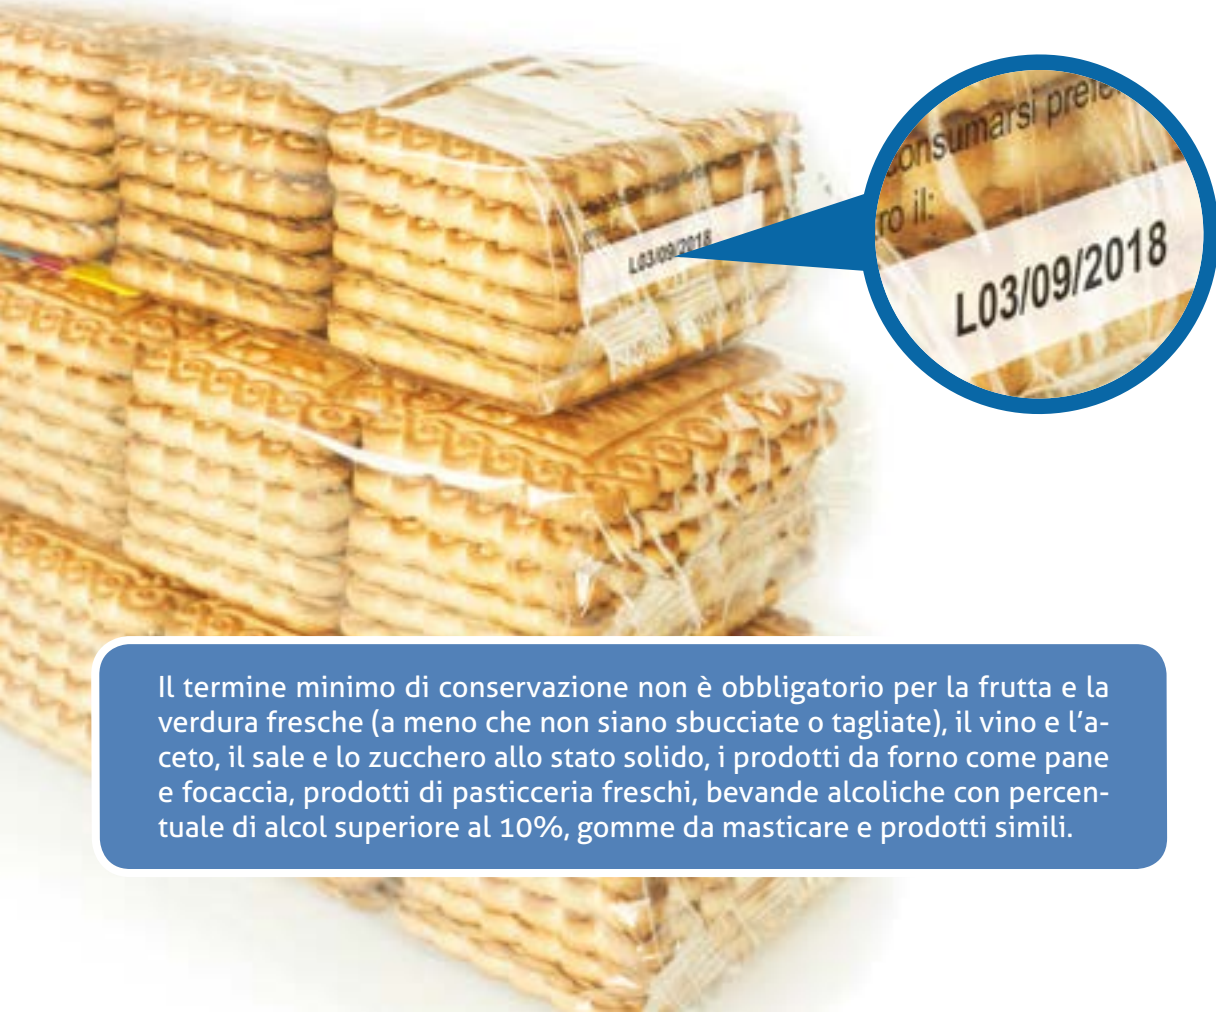 L03/09/2018
onsumarsi
ro il:
L03/09/2018
Il termine minimo di conservazione non è obbligatorio per la frutta e la
verdura fresche (a meno che non siano sbucciate o tagliate), il vino e l'a-
ceto, il sale e lo zucchero allo stato solido, i prodotti da forno come pane
e focaccia, prodotti di pasticceria freschi, bevande alcoliche con percen-
tuale di alcol superiore al 10%, gomme da masticare e prodotti simili.